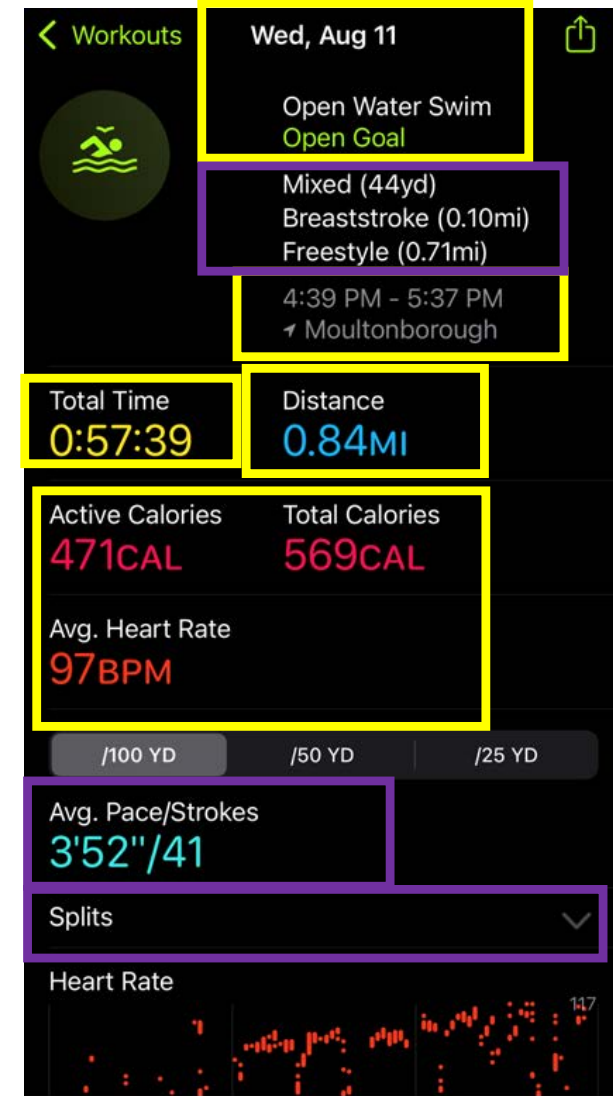 Workouts
Wed, Aug 11
Open Water Swim
Open Goal
Mixed (44yd)
Breaststroke (0.10mi)
Freestyle (0.71mi)
4:39 PM - 5:37 PM
Moultonborough
Total Time Distance
0:57:39 0.84MI
Active Calories Total Calories
471CAL 569CAL
Avg. Heart Rate
97BPM
/100 YD /50 YD /25 YD
Avg. Pace/Strokes
3'52"/41
Splits
Heart Rate
117